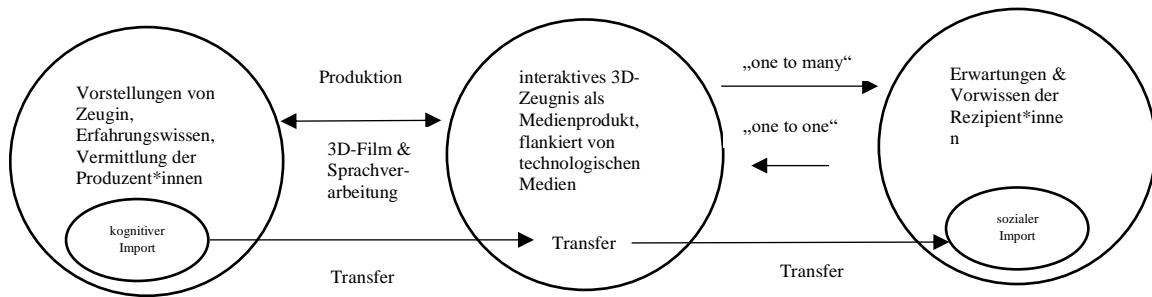 Vorstellungen von
Zeugin,
Erfahrungswissen,
Vermittlung der
Produzent*innen
kognitiver
Import
Produktion
3D-Film &
Sprachver-
arbeitung
Transfer
interaktives 3D-
Zeugnis als
Medienprodukt,
flankiert von
technologischen
Medien
Transfer
„one to many“
„one to one“
Transfer
Erwartungen &
Vorwissen der
Rezipient*inne
n
sozialer
Import